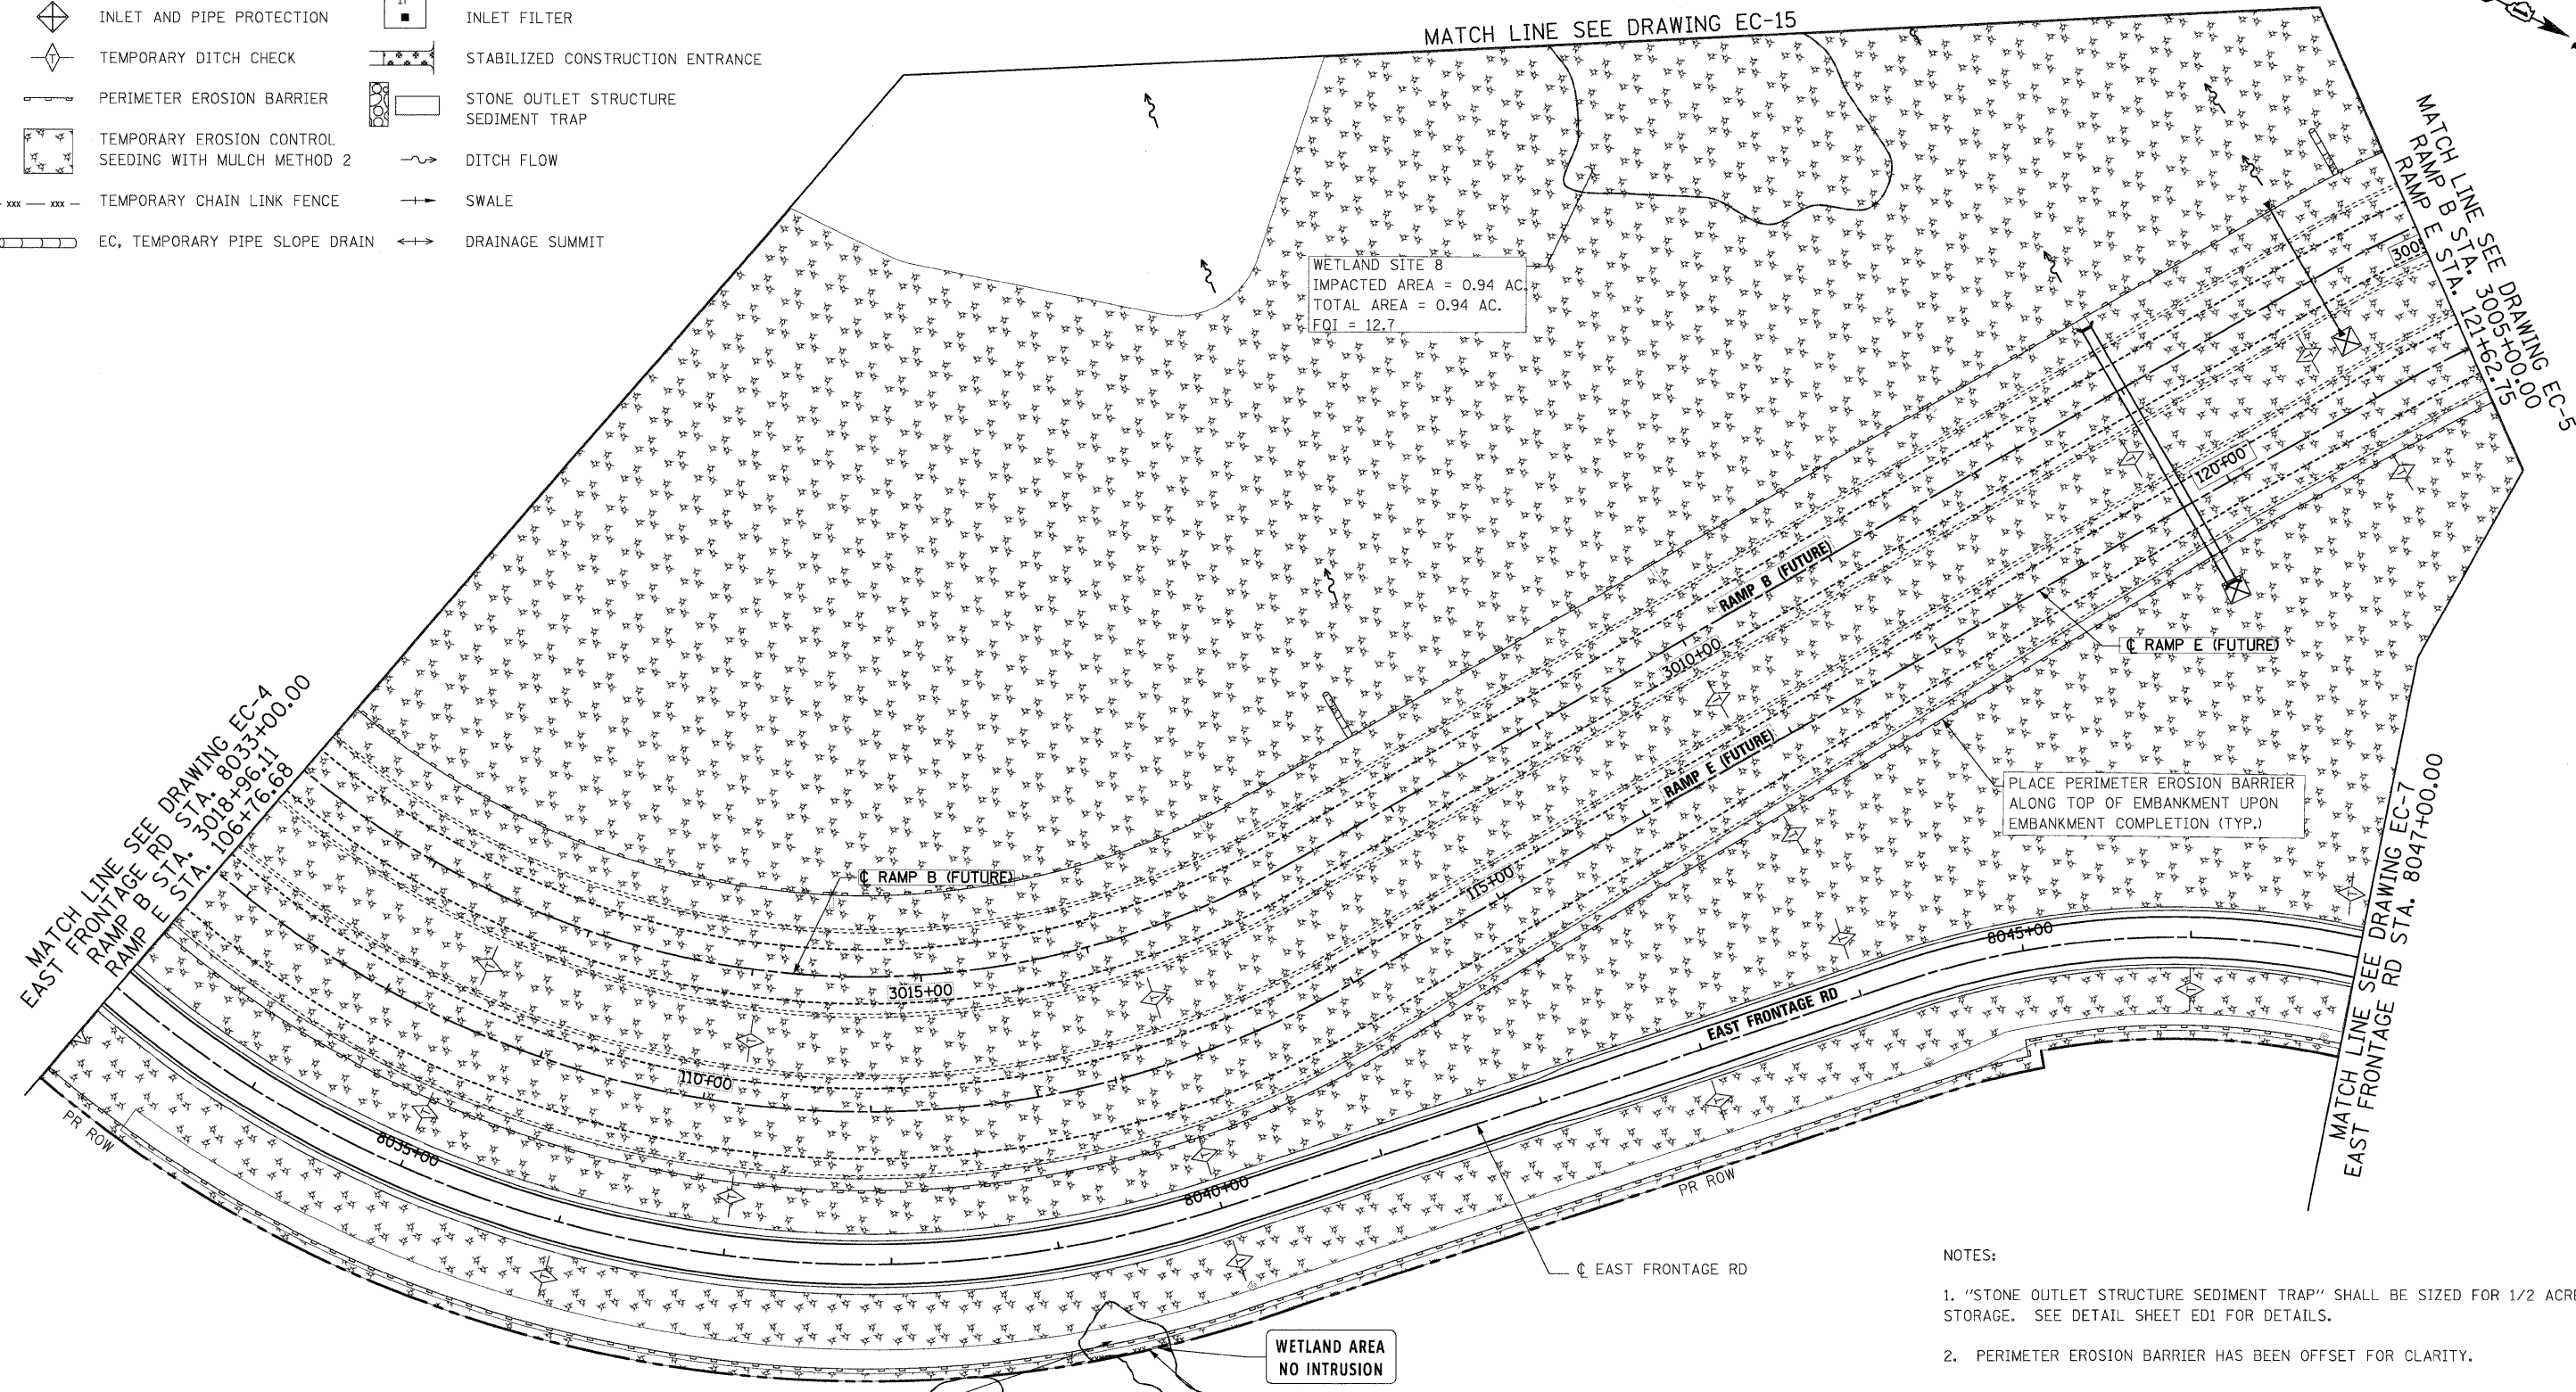 INLET AND PIPE PROTECTION
INLET FILTER
TEMPORARY DITCH CHECK
STABILIZED CONSTRUCTION ENTRANCE
PERIMETER EROSION BARRIER
STONE OUTLET STRUCTURE
SEDIMENT TRAP
TEMPORARY EROSION CONTROL
SEEDING WITH MULCH METHOD 2
DITCH FLOW
xxx — xxx
TEMPORARY CHAIN LINK FENCE
SWALE
EC, TEMPORARY PIPE SLOPE DRAIN
DRAINAGE SUMMIT
MATCH LINE SEE DRAWING EC-15
MATCH LINE SEE DRAWING EC-5
RAMP B STA. 3005+00.00
RAMP E STA. 121+62.75
WETLAND SITE 8
IMPACTED AREA = 0.94 AC.
TOTAL AREA = 0.94 AC.
FQI = 12.7
3005
120+00
RAMP B (FUTURE)
3010+00
℄ RAMP E (FUTURE)
RAMP E (FUTURE)
MATCH LINE SEE DRAWING EC-4
EAST FRONTAGE RD STA. 8033+00.00
RAMP B STA. 3018+96.11
RAMP E STA. 106+76.68
PLACE PERIMETER EROSION BARRIER
ALONG TOP OF EMBANKMENT UPON
EMBANKMENT COMPLETION (TYP.)
℄ RAMP B (FUTURE)
115+00
3015+00
8045+00
EAST FRONTAGE RD
110+00
MATCH LINE SEE DRAWING EC-7
EAST FRONTAGE RD STA. 8047+00.00
PR ROW
8035+00
8040+00
PR ROW
℄ EAST FRONTAGE RD
WETLAND AREA
NO INTRUSION
NOTES:
1. "STONE OUTLET STRUCTURE SEDIMENT TRAP" SHALL BE SIZED FOR 1/2 ACRE
STORAGE. SEE DETAIL SHEET ED1 FOR DETAILS.
2. PERIMETER EROSION BARRIER HAS BEEN OFFSET FOR CLARITY.